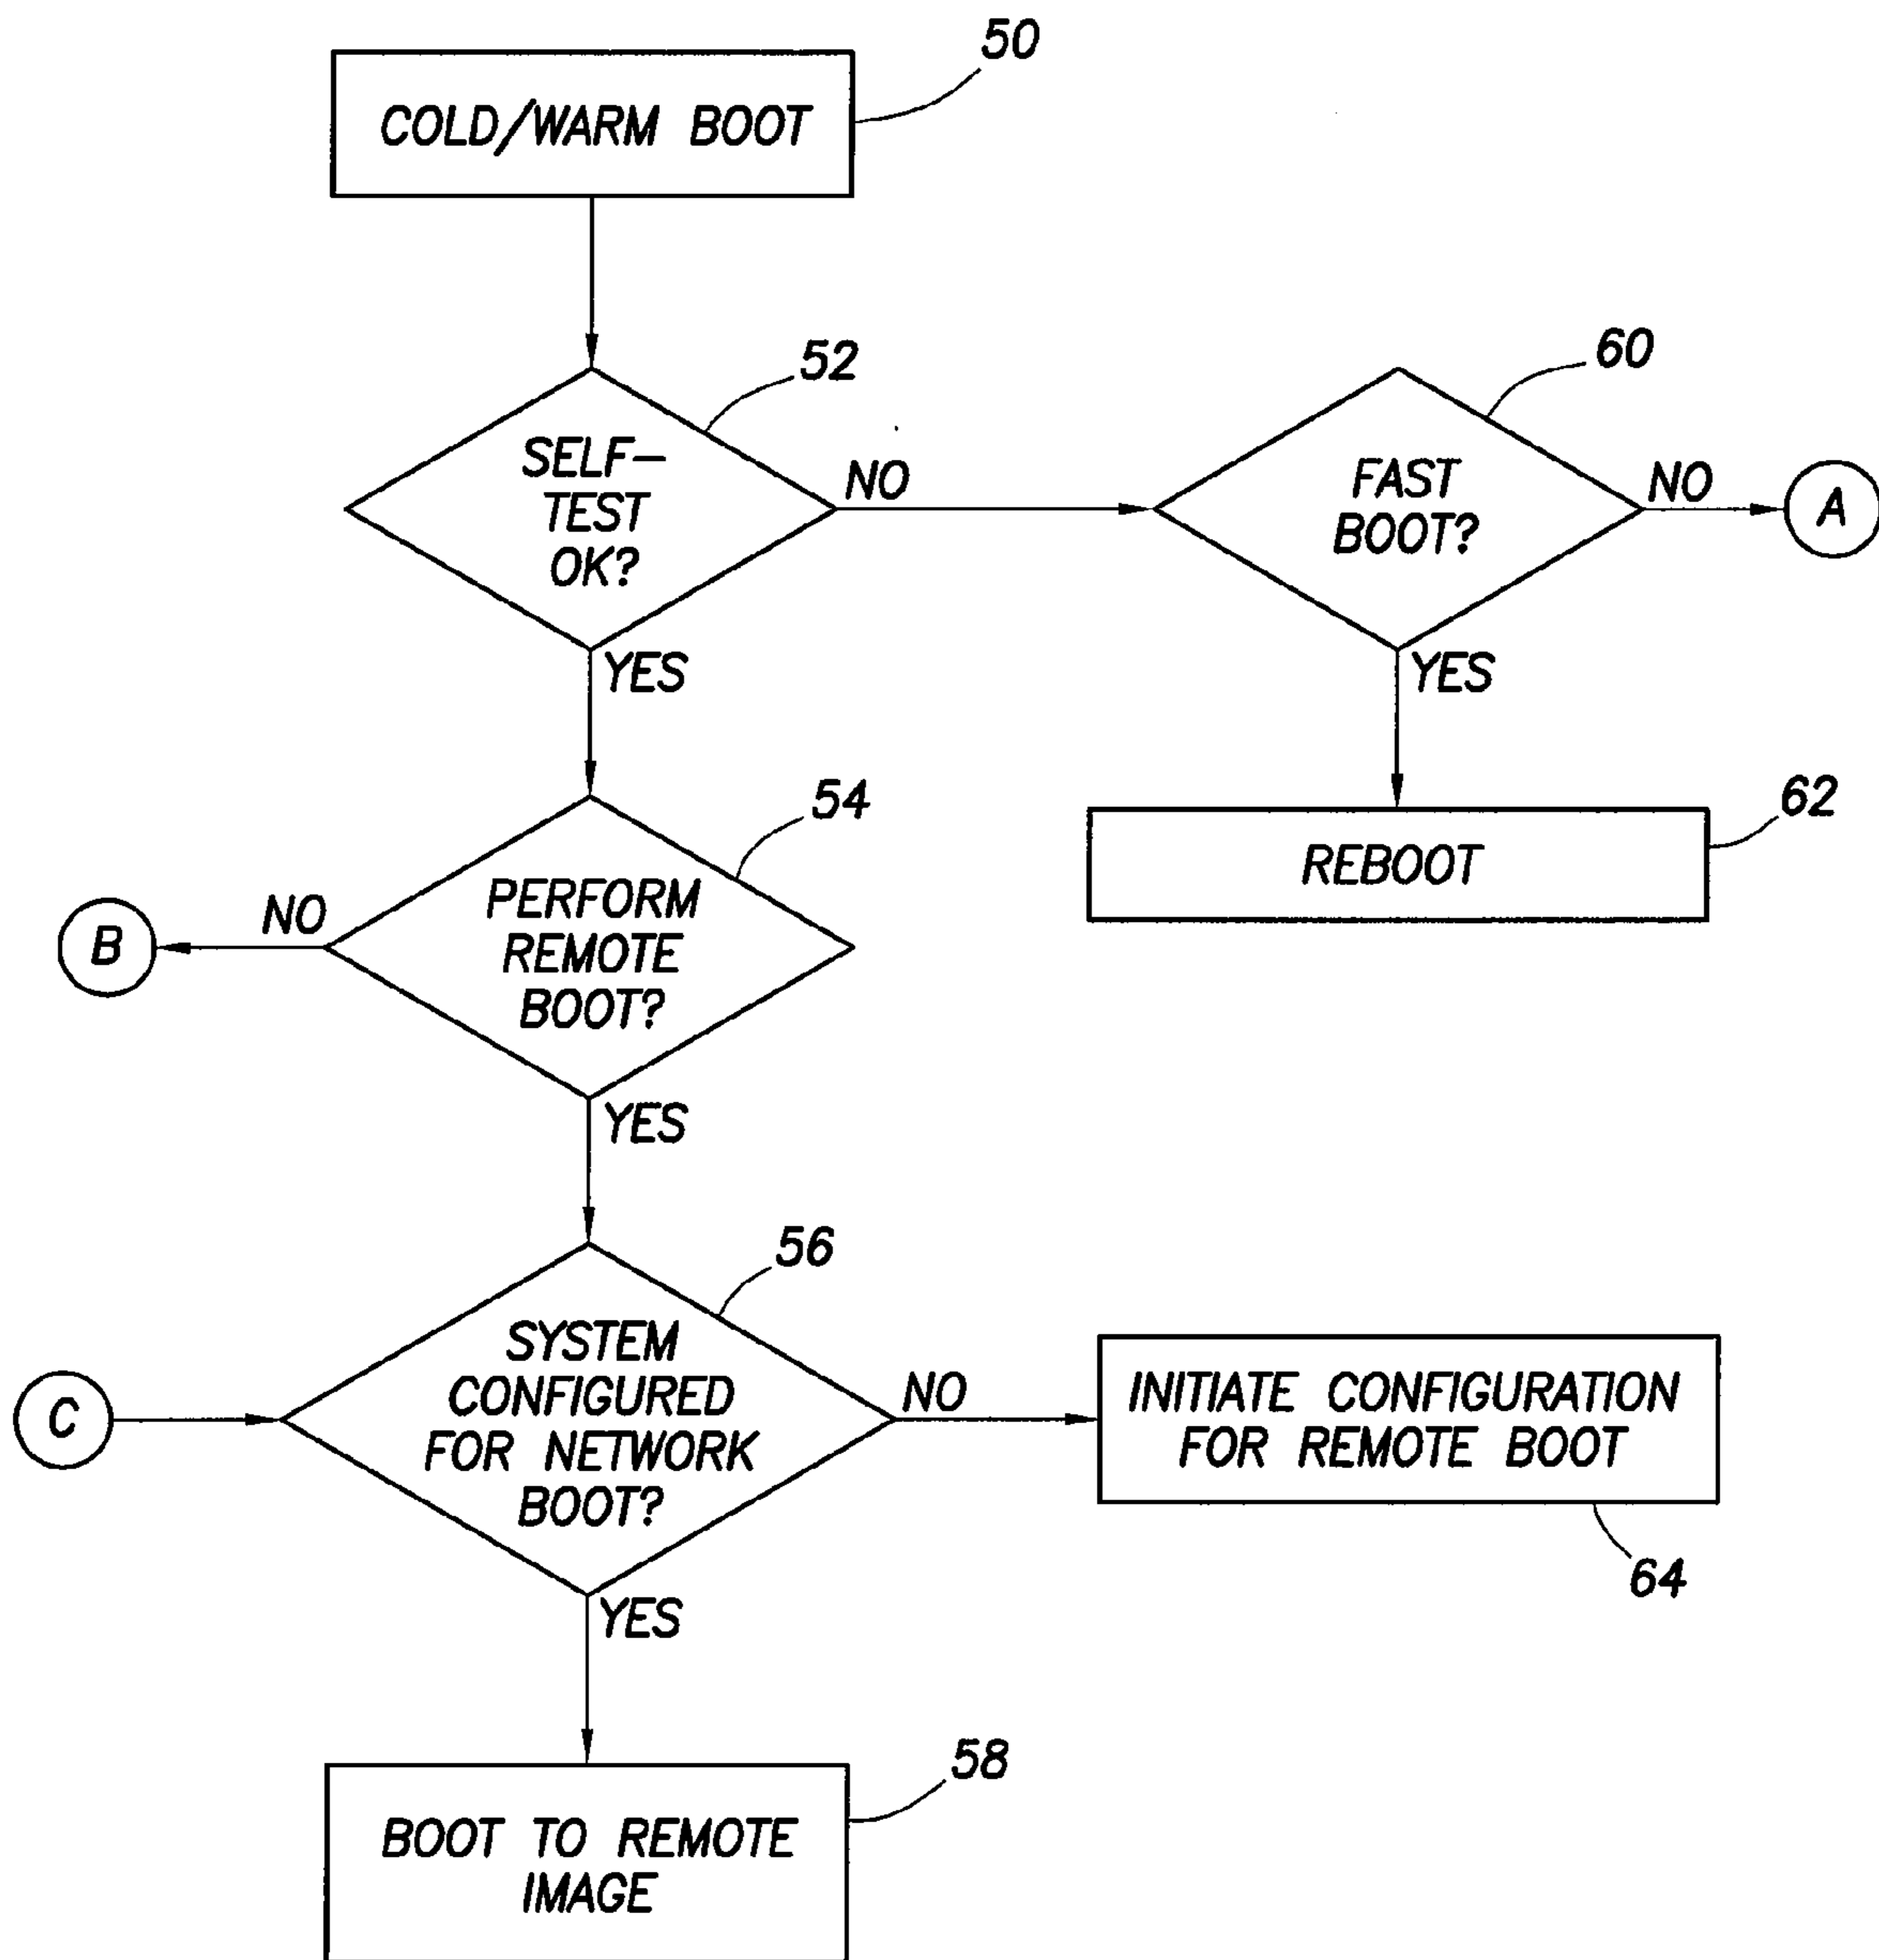 50
COLD/WARM BOOT
52
60
SELF-
TEST
OK?
NO
FAST
BOOT?
NO
A
YES
YES
54
62
PERFORM
REMOTE
BOOT?
NO
B
REBOOT
YES
56
C
SYSTEM
CONFIGURED
FOR NETWORK
BOOT?
NO
INITIATE CONFIGURATION
FOR REMOTE BOOT
64
YES
58
BOOT TO REMOTE
IMAGE